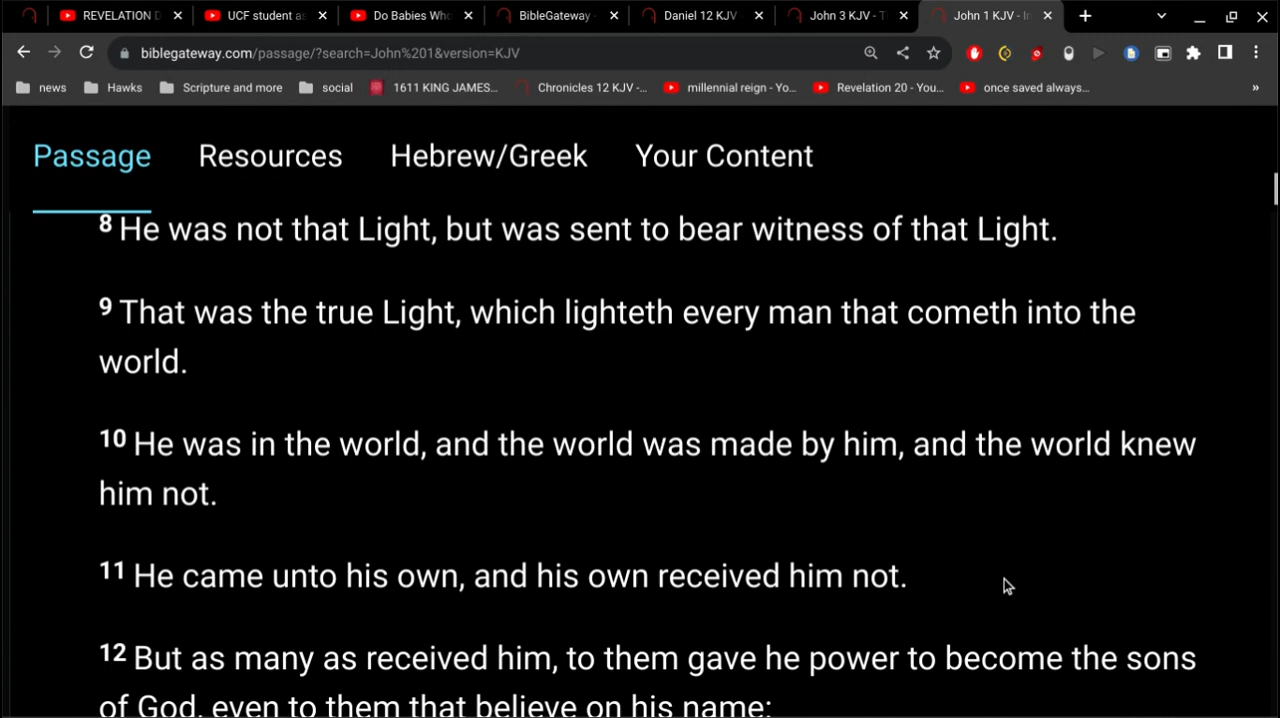 REVELATION D
UCF student a
Do Babies Who
BibleGateway -
Daniel 12 KJV -
John 3 KJV - T
John 1 KJV - In
biblegateway.com/passage/?search=John%201&version=KJV
news
Hawks
Scripture and more
social
1611 KING JAMES...
Chronicles 12 KJV -...
millennial reign - Yo...
Revelation 20 - You...
once saved always...
»
Passage
Resources
Hebrew/Greek
Your Content
8 He was not that Light, but was sent to bear witness of that Light.
9 That was the true Light, which lighteth every man that cometh into the
world.
10 He was in the world, and the world was made by him, and the world knew
him not.
11 He came unto his own, and his own received him not.
12 But as many as received him, to them gave he power to become the sons
of God, even to them that believe on his name: